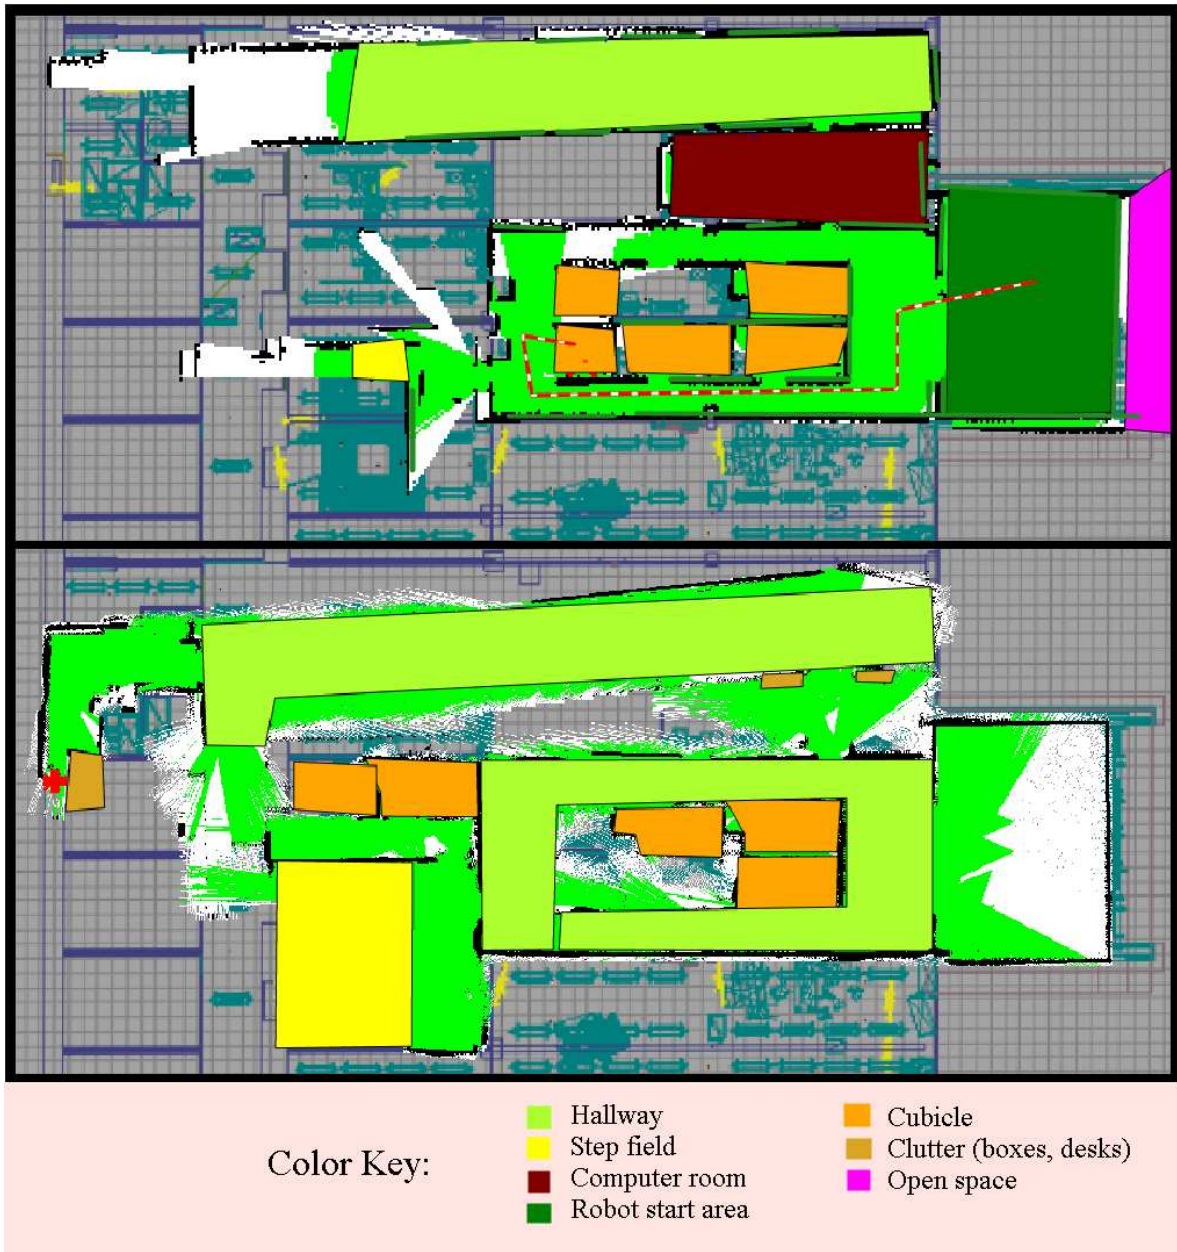 Color Key:
Hallway
Step field
Computer room
Robot start area
Cubicle
Clutter (boxes, desks)
Open space